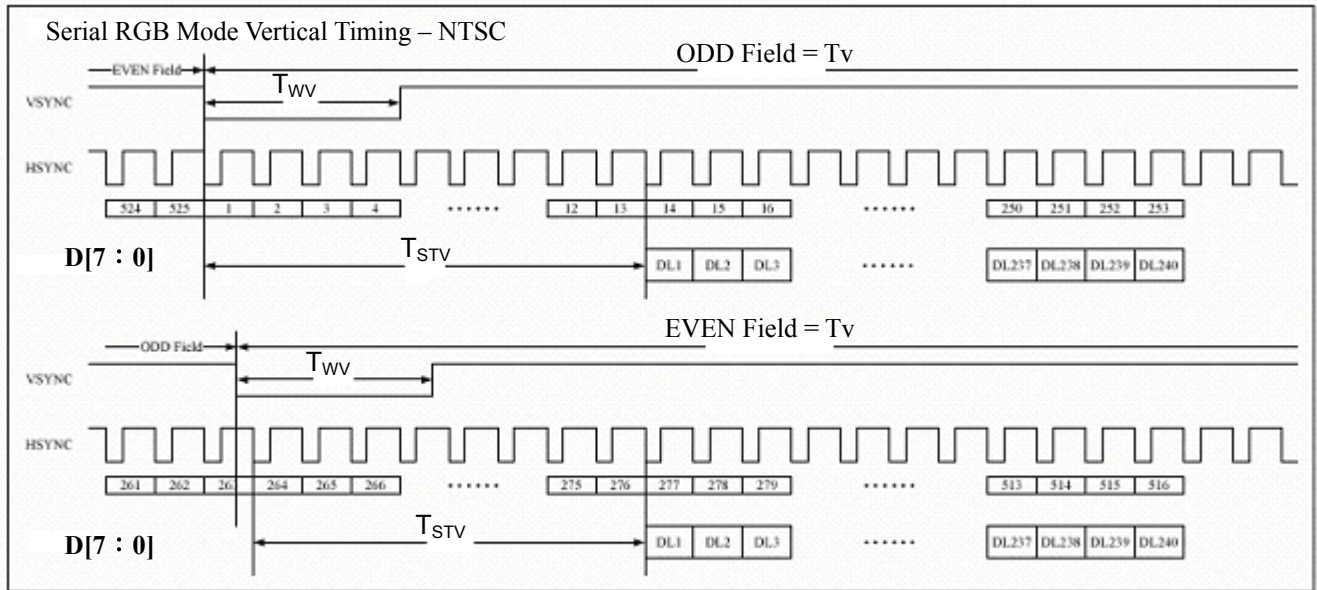 Serial RGB Mode Vertical Timing – NTSC
ODD Field = Tv
EVEN Field
TWV
VSYNC
HSYNC
524 525 1 2 3 4 ...... 12 13 14 15 16 ...... 250 251 252 253
D[7：0]
TSTV
DL1 DL2 DL3 ...... DL237 DL238 DL239 DL240
EVEN Field = Tv
ODD Field
TWV
VSYNC
HSYNC
261 262 263 264 265 266 ...... 275 276 277 278 279 ...... 513 514 515 516
D[7：0]
TSTV
DL1 DL2 DL3 ...... DL237 DL238 DL239 DL240